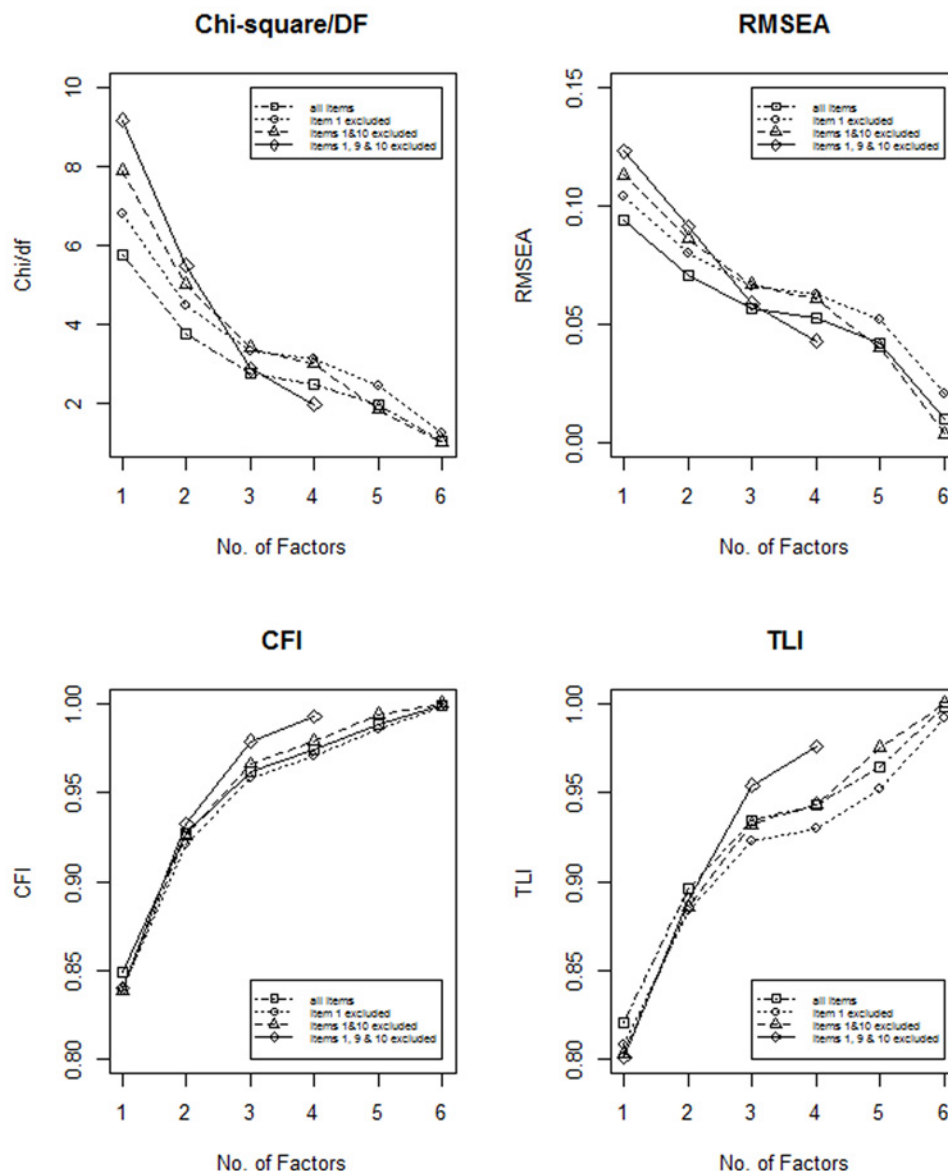 Chi-square/DF
Chi/df
10
8
6
4
2
all items
Item 1 excluded
Items 1&10 excluded
Items 1, 9 & 10 excluded
1 2 3 4 5 6
No. of Factors
RMSEA
RMSEA
0.15
0.10
0.05
0.00
all items
Item 1 excluded
Items 1&10 excluded
Items 1, 9 & 10 excluded
1 2 3 4 5 6
No. of Factors
CFI
CFI
1.00
0.95
0.90
0.85
0.80
all items
Item 1 excluded
Items 1&10 excluded
Items 1, 9 & 10 excluded
1 2 3 4 5 6
No. of Factors
TLI
TLI
1.00
0.95
0.90
0.85
0.80
all items
Item 1 excluded
Items 1&10 excluded
Items 1, 9 & 10 excluded
1 2 3 4 5 6
No. of Factors